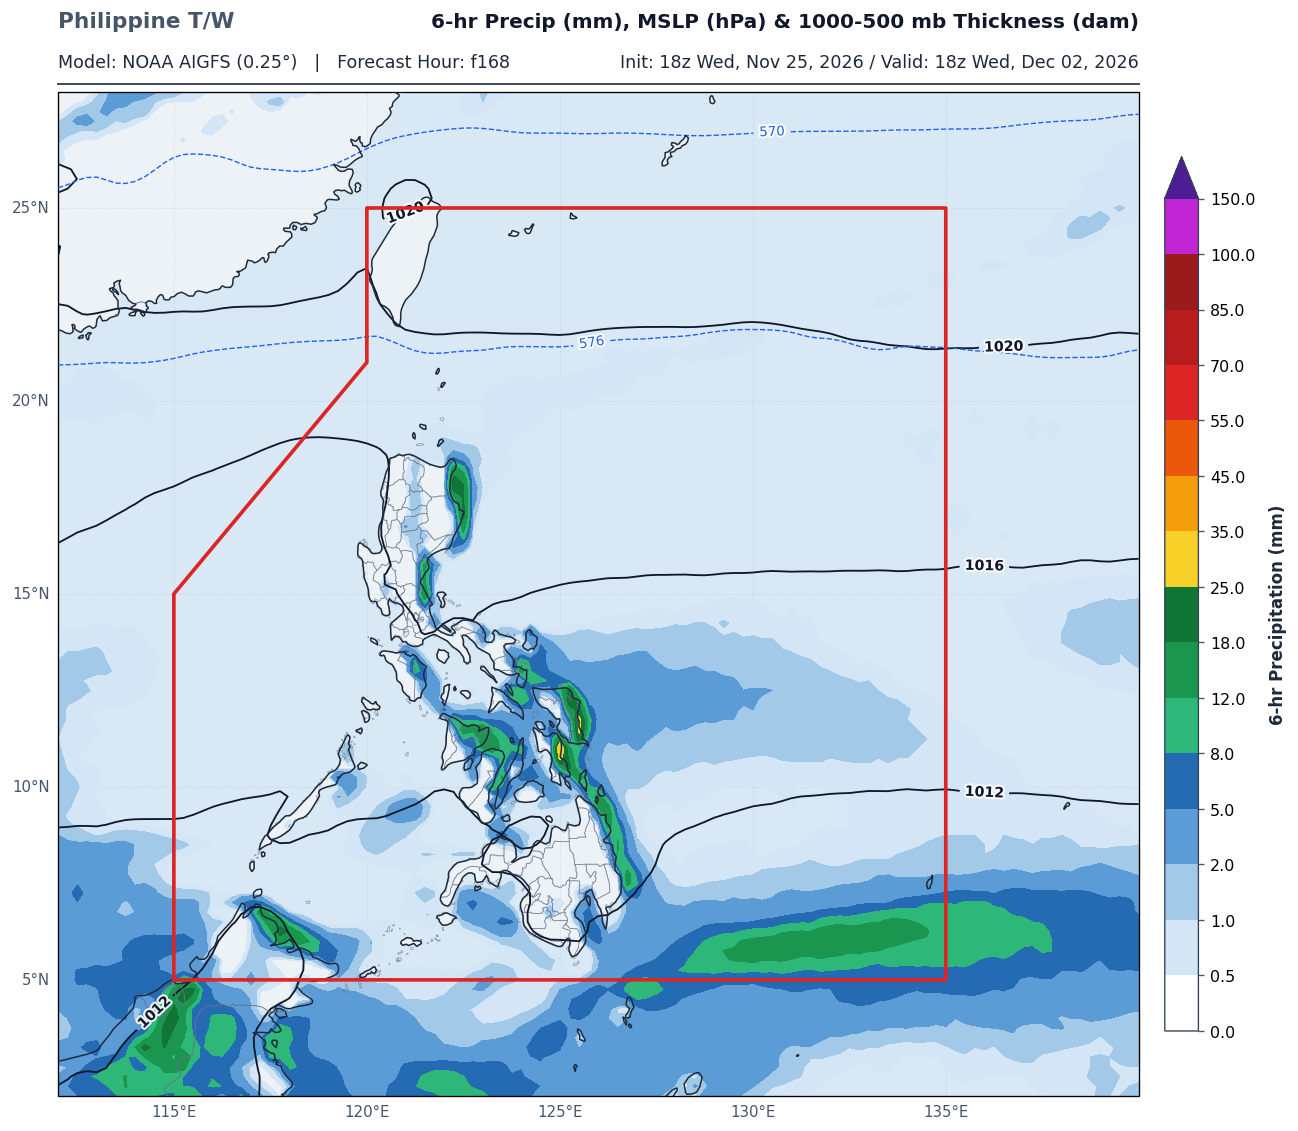 Philippine T/W
6-hr Precip (mm), MSLP (hPa) & 1000-500 mb Thickness (dam)
Model: NOAA AIGFS (0.25°) | Forecast Hour: f168
Init: 18z Wed, Nov 25, 2026 / Valid: 18z Wed, Dec 02, 2026
570
1020
576
1020
1016
1012
1012
25°N
20°N
15°N
10°N
5°N
115°E
120°E
125°E
130°E
135°E
150.0
100.0
85.0
70.0
55.0
45.0
35.0
25.0
18.0
12.0
8.0
5.0
2.0
1.0
0.5
0.0
6-hr Precipitation (mm)